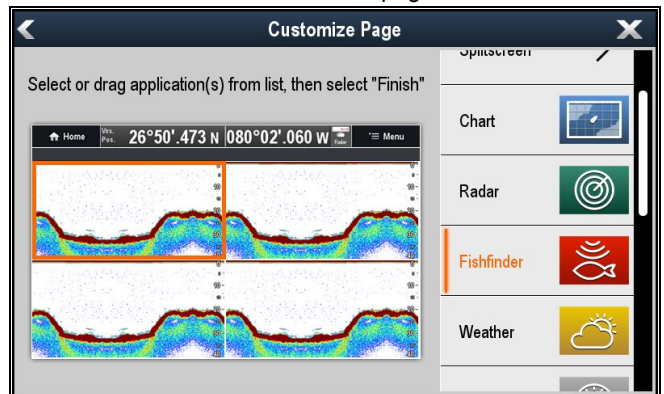 Customize Page
Select or drag application(s) from list, then select "Finish"
Home Ves. Pos. 26°50'.473 N 080°02'.060 W Radar Menu
Splitscreen
Chart
Radar
Fishfinder
Weather